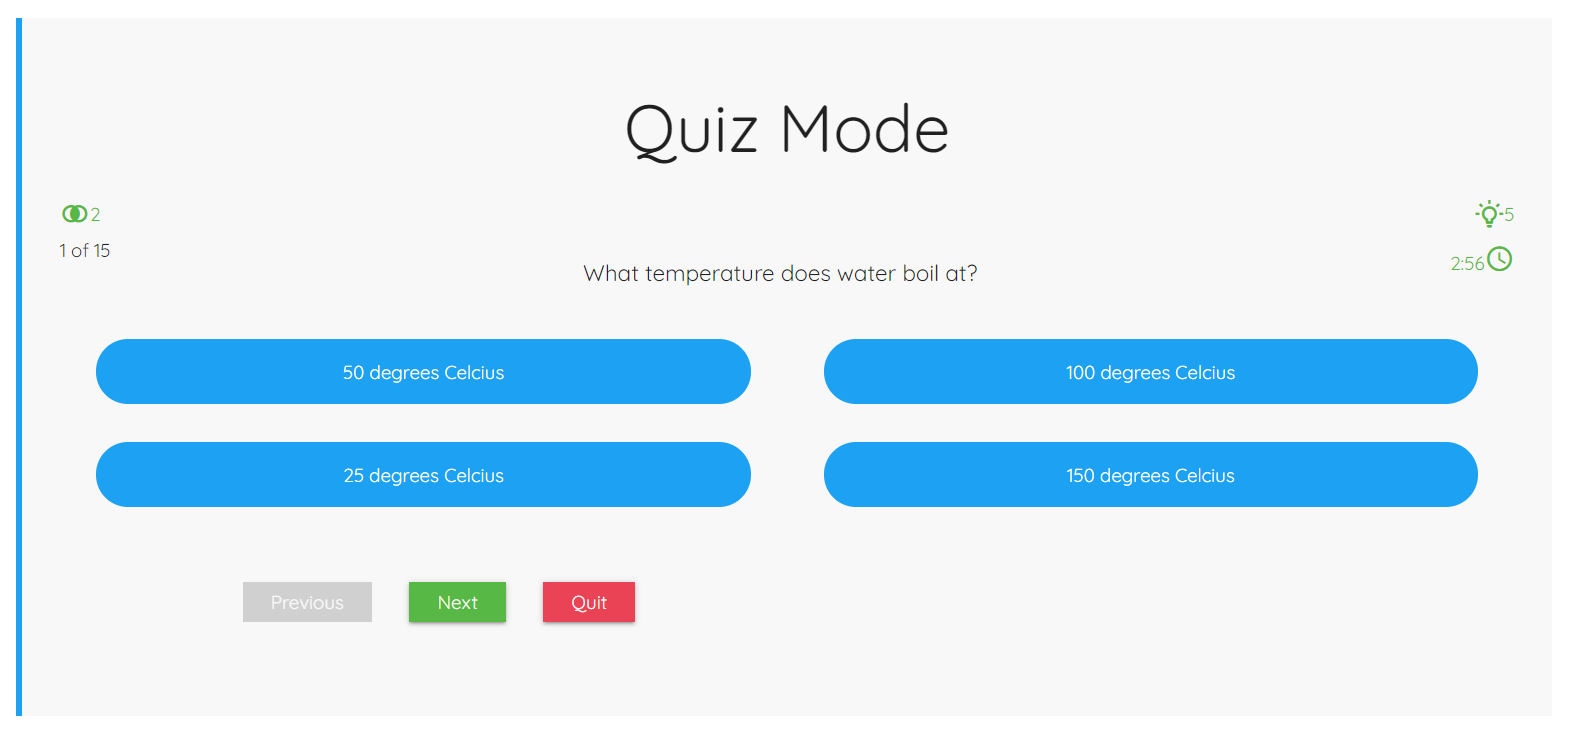 Quiz Mode
2
5
1 of 15
2:56
What temperature does water boil at?
50 degrees Celcius
100 degrees Celcius
25 degrees Celcius
150 degrees Celcius
Previous
Next
Quit